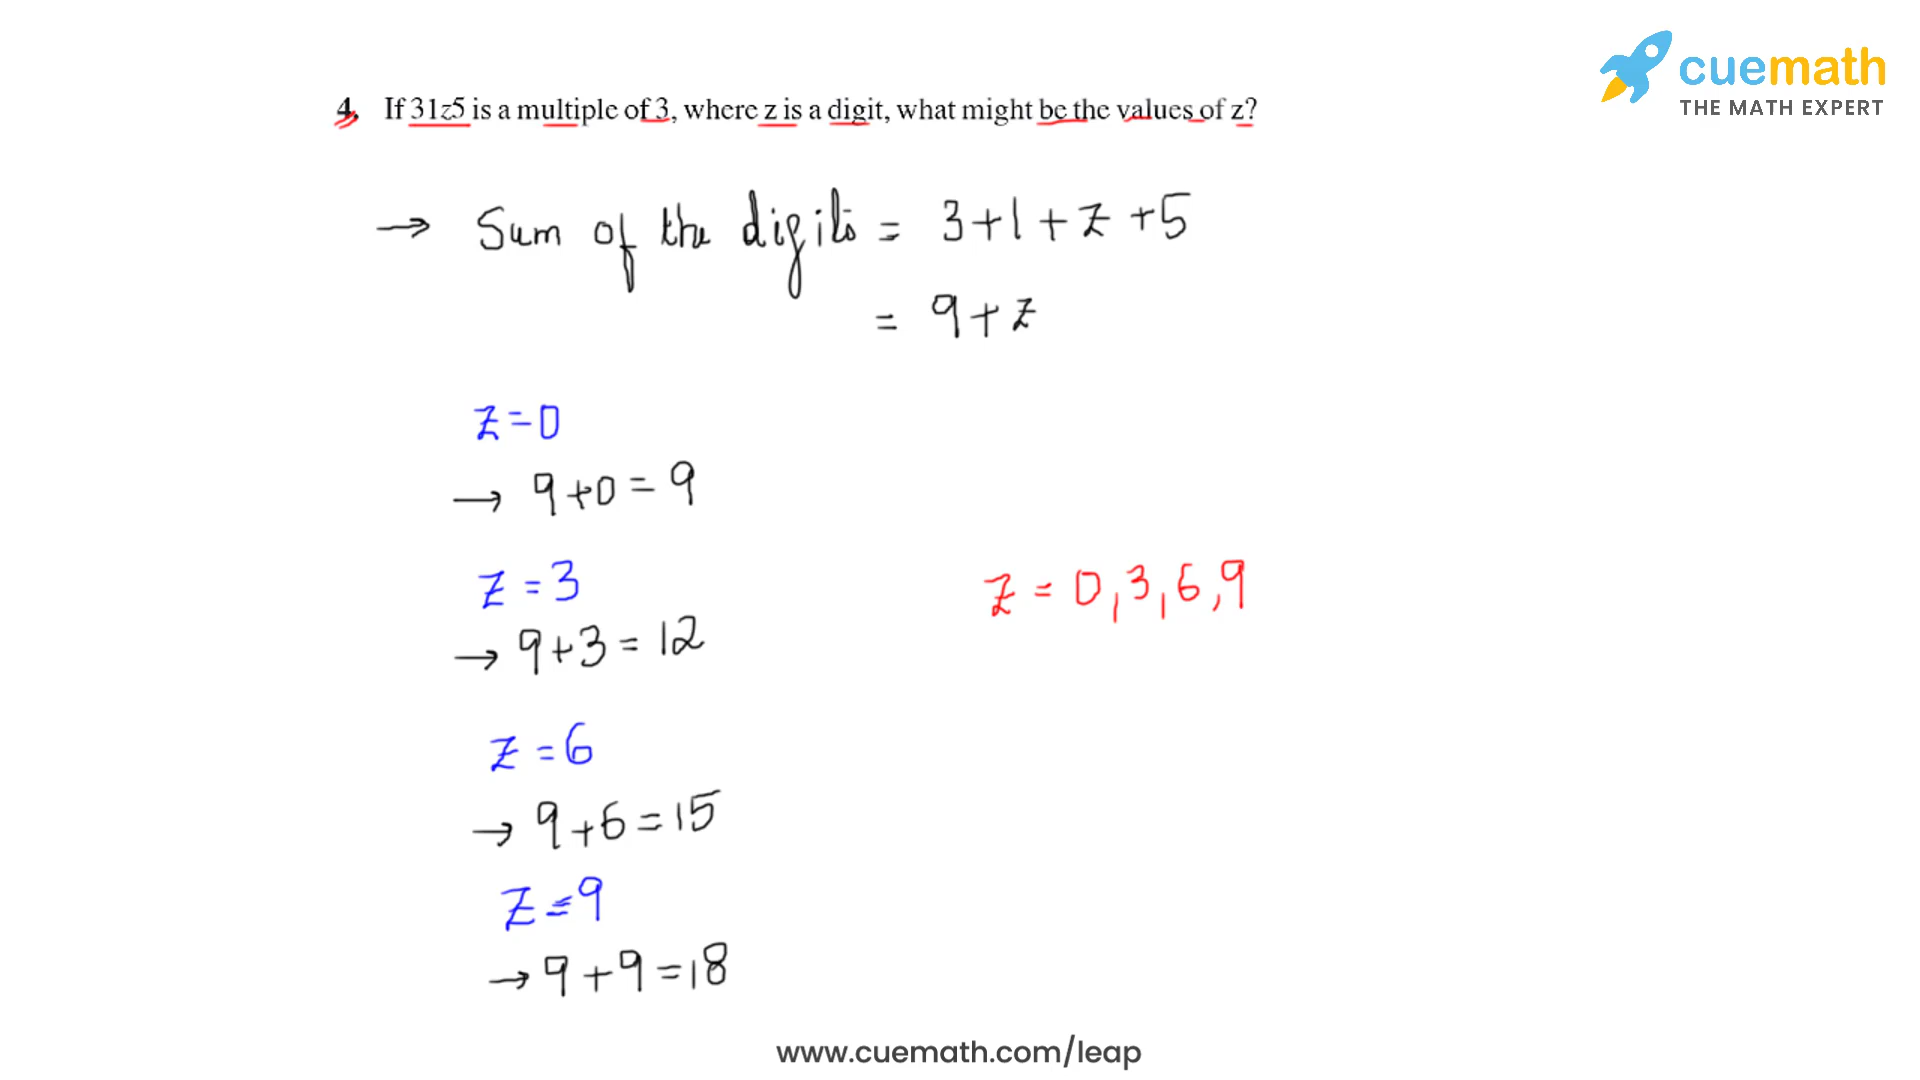 cuemath
THE MATH EXPERT
4. If 31z5 is a multiple of 3, where z is a digit, what might be the values of z?
→ Sum of the digits = 3+1+z+5
= 9+z
z=0
→ 9+0=9
z=3
→ 9+3=12
z = 0,3,6,9
z=6
→ 9+6=15
z=9
→ 9+9=18
www.cuemath.com/leap